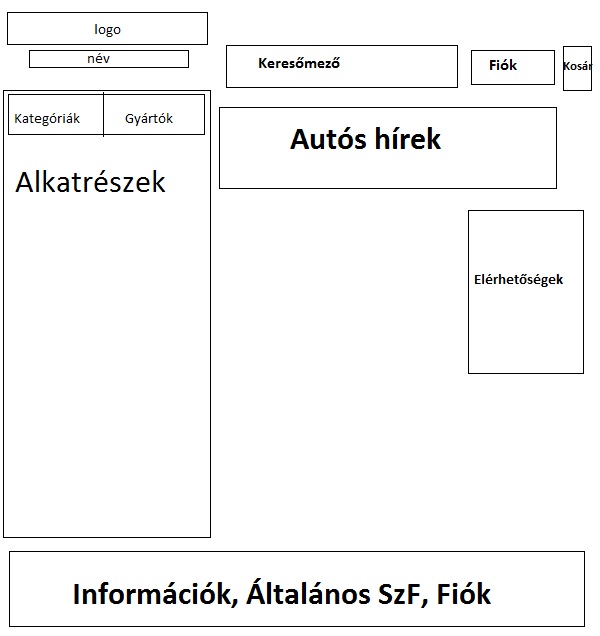 logo
név
Keresőmező
Fiók
Kosár
Kategóriák
Gyártók
Autós hírek
Alkatrészek
Elérhetőségek
Információk, Általános SzF, Fiók